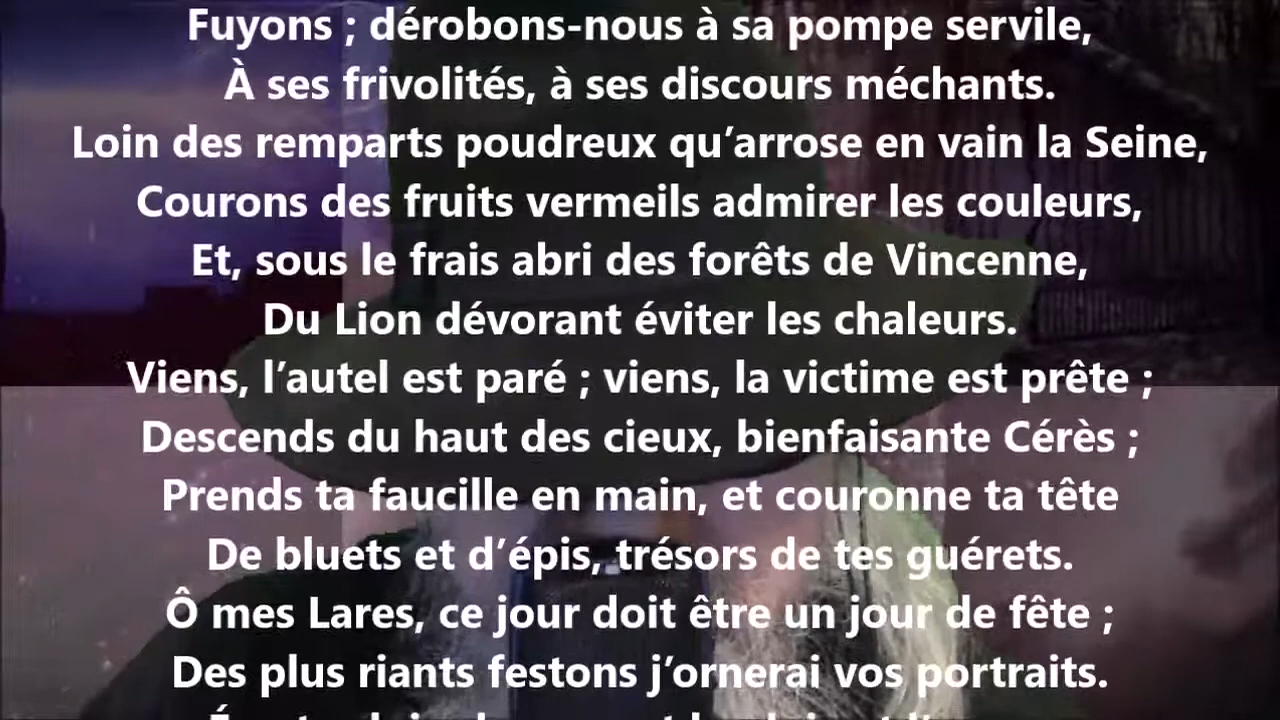 Fuyons ; dérobons-nous à sa pompe servile,
À ses frivolités, à ses discours méchants.
Loin des remparts poudreux qu’arrose en vain la Seine,
Courons des fruits vermeils admirer les couleurs,
Et, sous le frais abri des forêts de Vincenne,
Du Lion dévorant éviter les chaleurs.
Viens, l’autel est paré ; viens, la victime est prête ;
Descends du haut des cieux, bienfaisante Cérès ;
Prends ta faucille en main, et couronne ta tête
De bluets et d’épis, trésors de tes guérets.
Ô mes Lares, ce jour doit être un jour de fête ;
Des plus riants festons j’ornerai vos portraits.